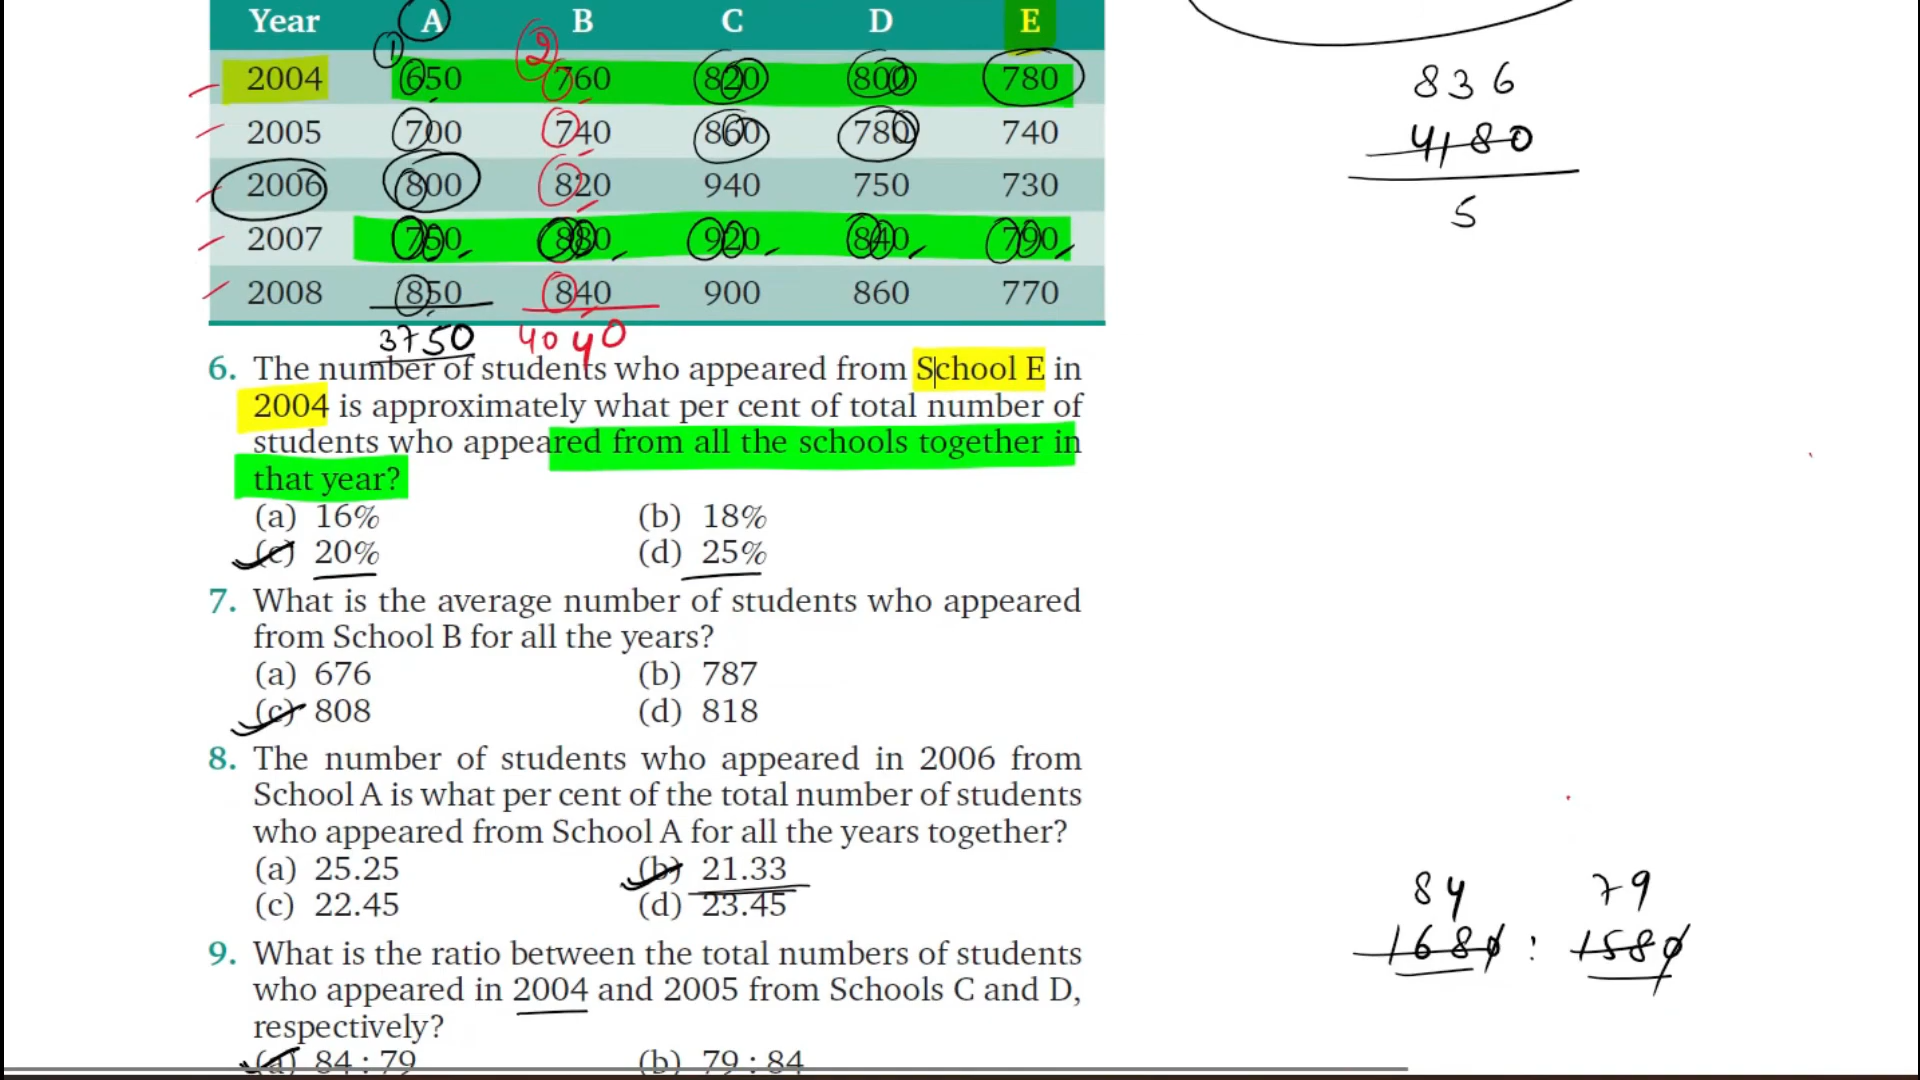 Year A B C D E
1 2
2004 650 760 820 800 780
2005 700 740 860 780 740
2006 800 820 940 750 730
2007 760 880 920 840 790
2008 850 840 900 860 770
3750 4040
836
4180
5
6. The number of students who appeared from School E in
2004 is approximately what per cent of total number of
students who appeared from all the schools together in
that year?
(a) 16% (b) 18%
(c) 20% (d) 25%
7. What is the average number of students who appeared
from School B for all the years?
(a) 676 (b) 787
(c) 808 (d) 818
8. The number of students who appeared in 2006 from
School A is what per cent of the total number of students
who appeared from School A for all the years together?
(a) 25.25 (b) 21.33
(c) 22.45 (d) 23.45
9. What is the ratio between the total numbers of students
who appeared in 2004 and 2005 from Schools C and D,
respectively?
(a) 84 : 79 (b) 79 : 84
84 79
1680 : 1580